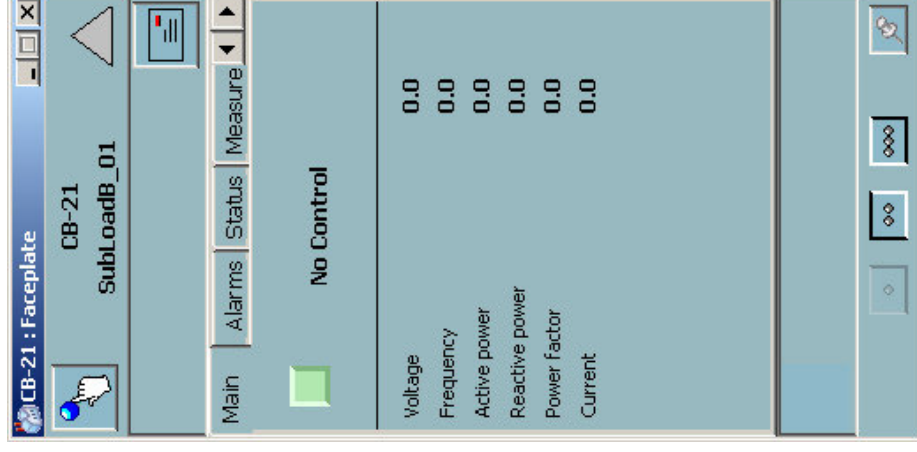 CB-21 : Faceplate
CB-21
SubLoadB_01
Main Alarms Status Measure
No Control
Voltage 0.0
Frequency 0.0
Active power 0.0
Reactive power 0.0
Power factor 0.0
Current 0.0